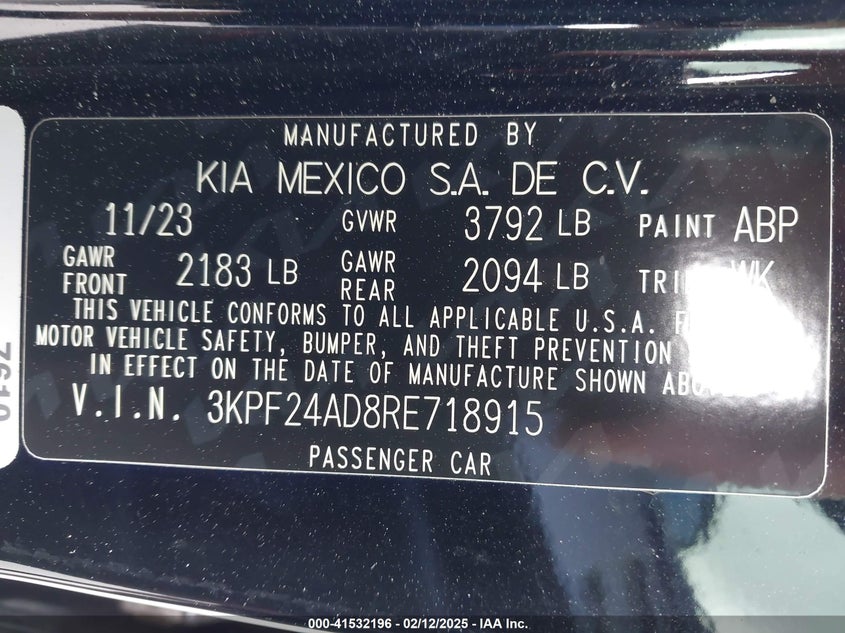 MANUFACTURED BY
KIA MEXICO S.A. DE C.V.
11/23 GVWR 3792 LB PAINT ABP
GAWR FRONT 2183 LB GAWR REAR 2094 LB WK
THIS VEHICLE CONFORMS TO ALL APPLICABLE U.S.A.
MOTOR VEHICLE SAFETY, BUMPER, AND THEFT PREVENTION
IN EFFECT ON THE DATE OF MANUFACTURE SHOWN
V.I.N. 3KPF24AD8RE718915
PASSENGER CAR
000-41532196 - 02/12/2025 - IAA Inc.